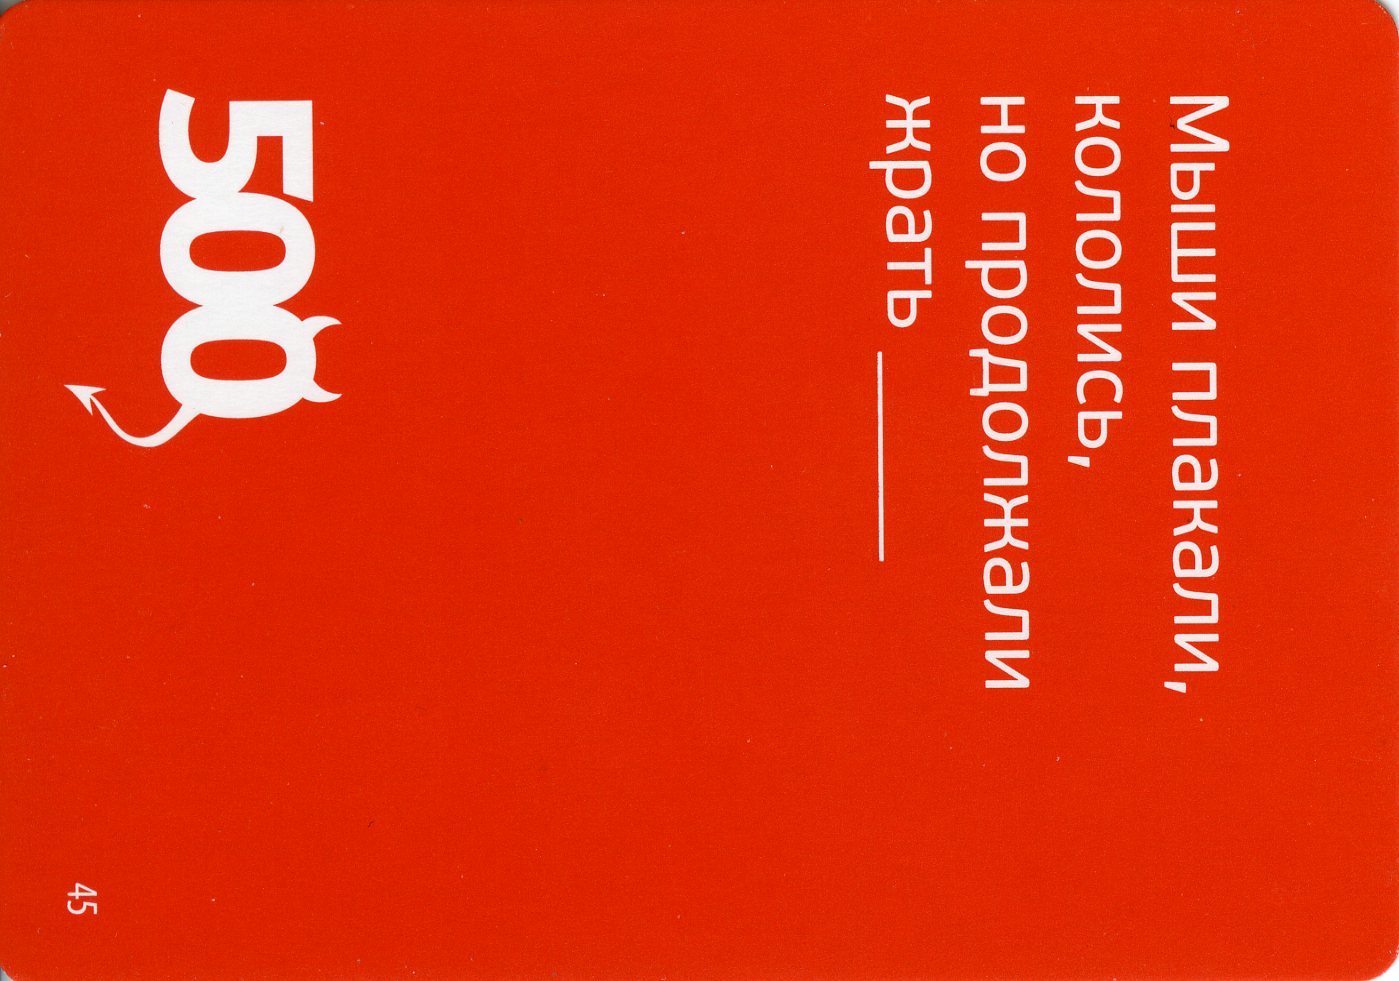 Мыши плакали,
кололись,
но продолжали
жрать ______
500
45